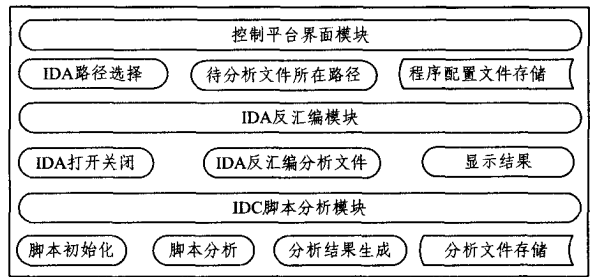 控制平台界面模块
IDA路径选择 待分析文件所在路径 程序配置文件存储
IDA反汇编模块
IDA打开关闭 IDA反汇编分析文件 显示结果
IDC脚本分析模块
脚本初始化 脚本分析 分析结果生成 分析文件存储